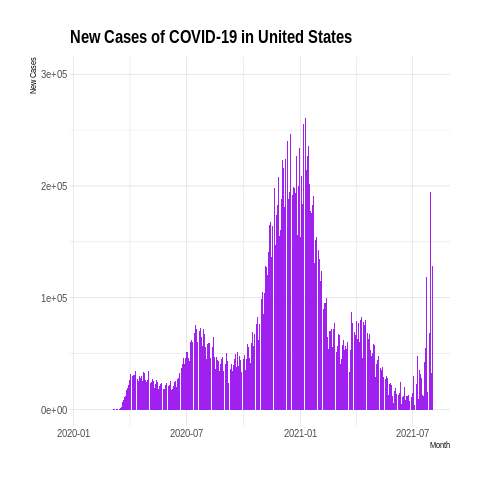 New Cases of COVID-19 in United States
New Cases
3e+05
2e+05
1e+05
0e+00
2020-01
2020-07
2021-01
2021-07
Month